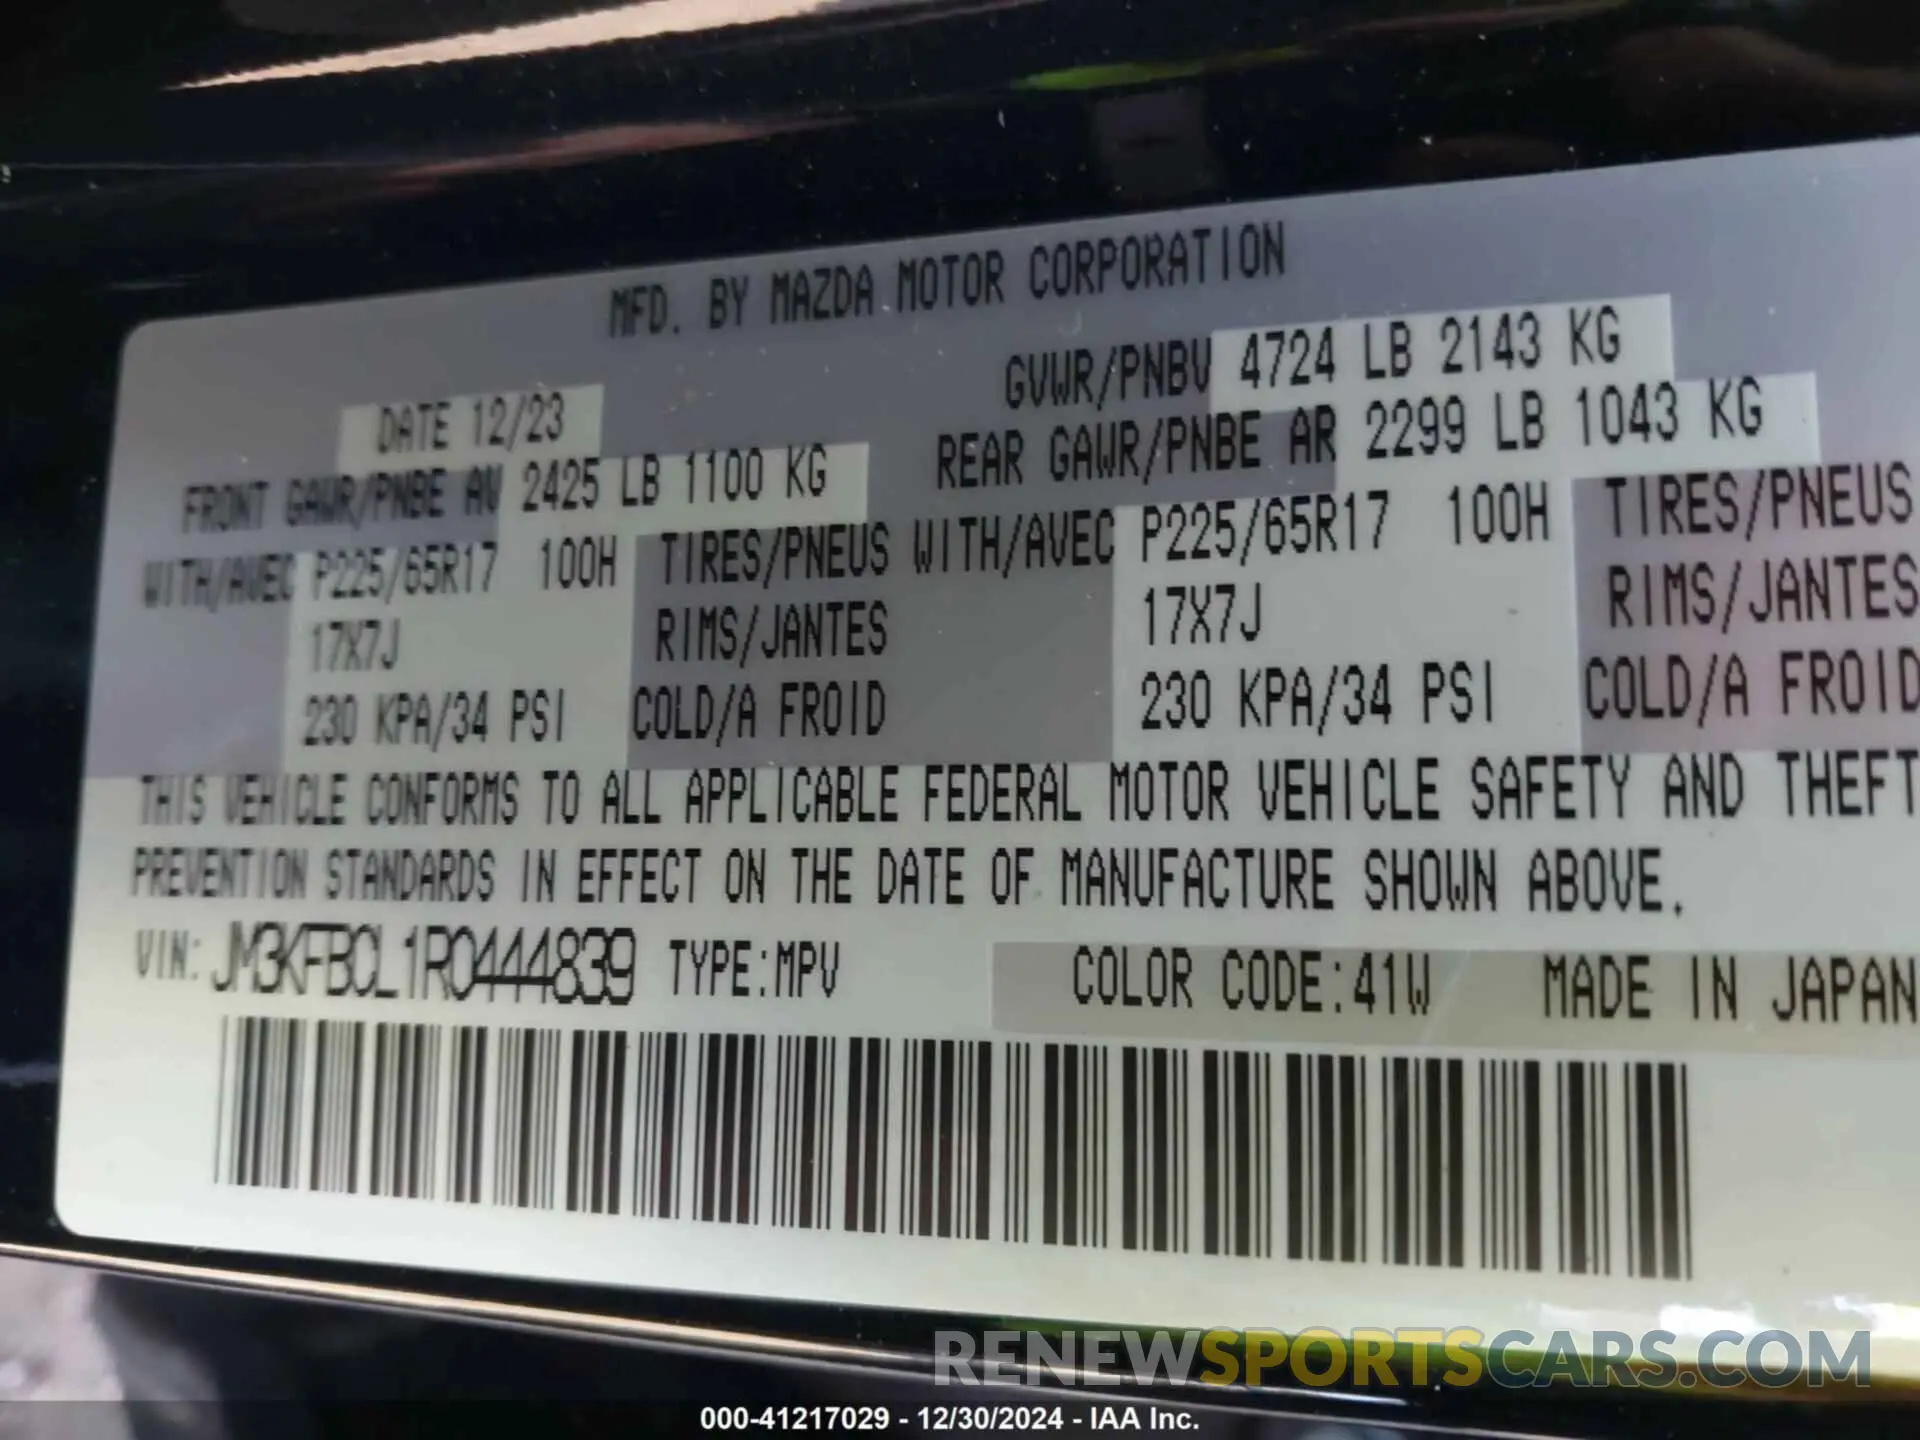 MFD. BY MAZDA MOTOR CORPORATION
DATE 12/23 GVWR/PNBV 4724 LB 2143 KG
FRONT GAWR/PNBE AV 2425 LB 1100 KG REAR GAWR/PNBE AR 2299 LB 1043 KG
WITH/AVEC P225/65R17 100H TIRES/PNEUS WITH/AVEC P225/65R17 100H TIRES/PNEUS
17X7J RIMS/JANTES 17X7J RIMS/JANTES
230 KPA/34 PSI COLD/A FROID 230 KPA/34 PSI COLD/A FROID
THIS VEHICLE CONFORMS TO ALL APPLICABLE FEDERAL MOTOR VEHICLE SAFETY AND THEFT
PREVENTION STANDARDS IN EFFECT ON THE DATE OF MANUFACTURE SHOWN ABOVE.
VIN: JM3KFBCL1R0444839 TYPE:MPV COLOR CODE:41W MADE IN JAPAN
RENEWSPORTSCARS.COM
000-41217029 - 12/30/2024 - IAA Inc.